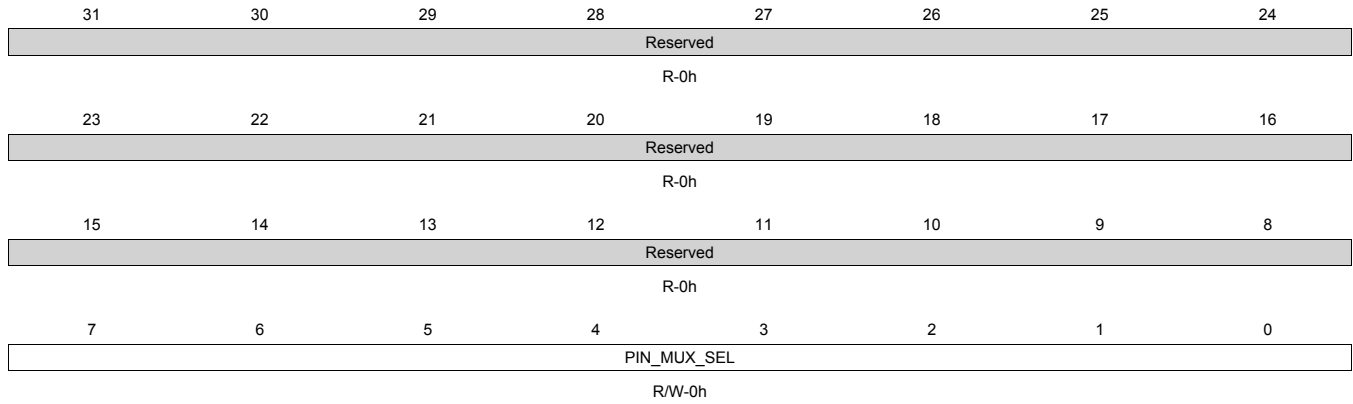 31 30 29 28 27 26 25 24
Reserved
R-0h
23 22 21 20 19 18 17 16
Reserved
R-0h
15 14 13 12 11 10 9 8
Reserved
R-0h
7 6 5 4 3 2 1 0
PIN_MUX_SEL
R/W-0h